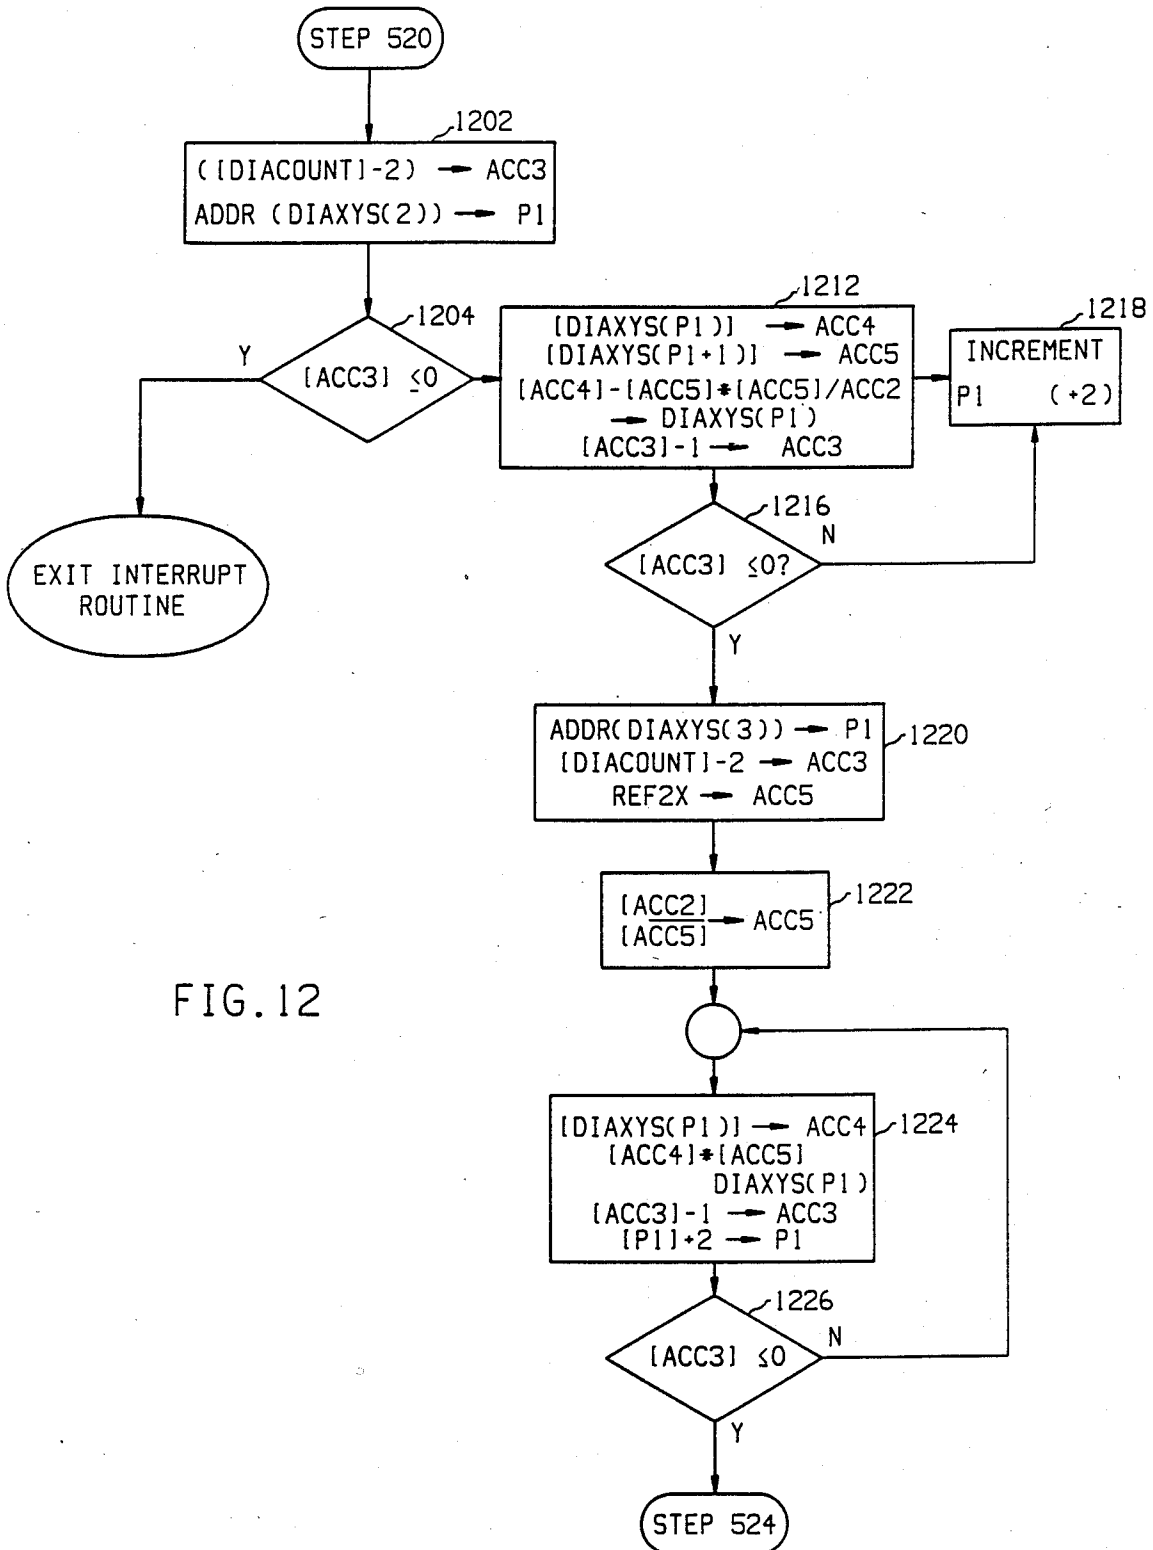 STEP 520
1202
([DIACOUNT]-2) → ACC3
ADDR (DIAXYS(2)) → P1
1204
Y
[ACC3] ≤0
1212
[DIAXYS(P1)] → ACC4
[DIAXYS(P1+1)] → ACC5
[ACC4]-[ACC5]*[ACC5]/ACC2
→ DIAXYS(P1)
[ACC3]-1 → ACC3
1218
INCREMENT
P1 (+2)
EXIT INTERRUPT
ROUTINE
1216
N
[ACC3] ≤0?
Y
ADDR(DIAXYS(3)) → P1
1220
[DIACOUNT]-2 → ACC3
REF2X → ACC5
1222
[ACC2]
[ACC5]
→ ACC5
FIG.12
[DIAXYS(P1)] → ACC4
1224
[ACC4]*[ACC5]
DIAXYS(P1)
[ACC3]-1 → ACC3
[P1]+2 → P1
1226
N
[ACC3] ≤0
Y
STEP 524